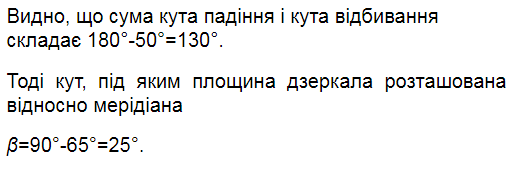 Видно, що сума кута падіння і кута відбивання
складає 180°-50°=130°.
Тоді кут, під яким площина дзеркала розташована
відносно мерідіана
β=90°-65°=25°.